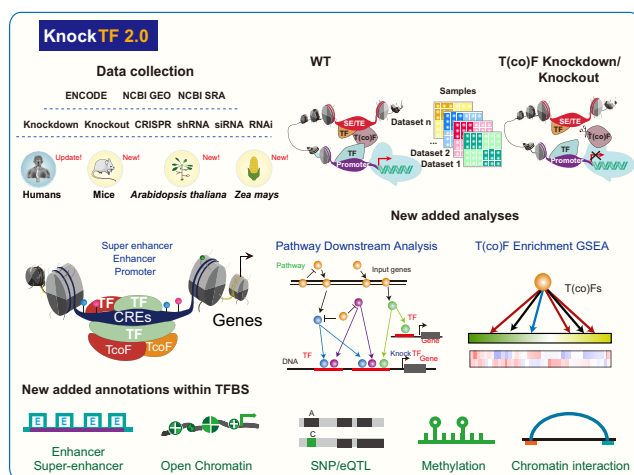 KnockTF 2.0
Data collection
ENCODE NCBI GEO NCBI SRA
Knockdown Knockout CRISPR shRNA siRNA RNAi
Update! New! New! New!
Humans Mice Arabidopsis thaliana Zea mays
WT
SE/TE
TF
T(co)F
TF
Promoter
Samples
Dataset n
...
Dataset 2
Dataset 1
T(co)F Knockdown/
Knockout
SE/TE
TF
T(co)F
TF
Promoter
New added analyses
Super enhancer
Enhancer
Promoter
TF TF
CREs
TF
TcoF TcoF
Genes
Pathway Downstream Analysis
Pathway
Input genes
TF
Gene
TF
Knock TF
Gene
DNA
T(co)F Enrichment GSEA
T(co)Fs
New added annotations within TFBS
E E E E
Enhancer
Super-enhancer
Open Chromatin
A
C
SNP/eQTL
Methylation
Chromatin interaction